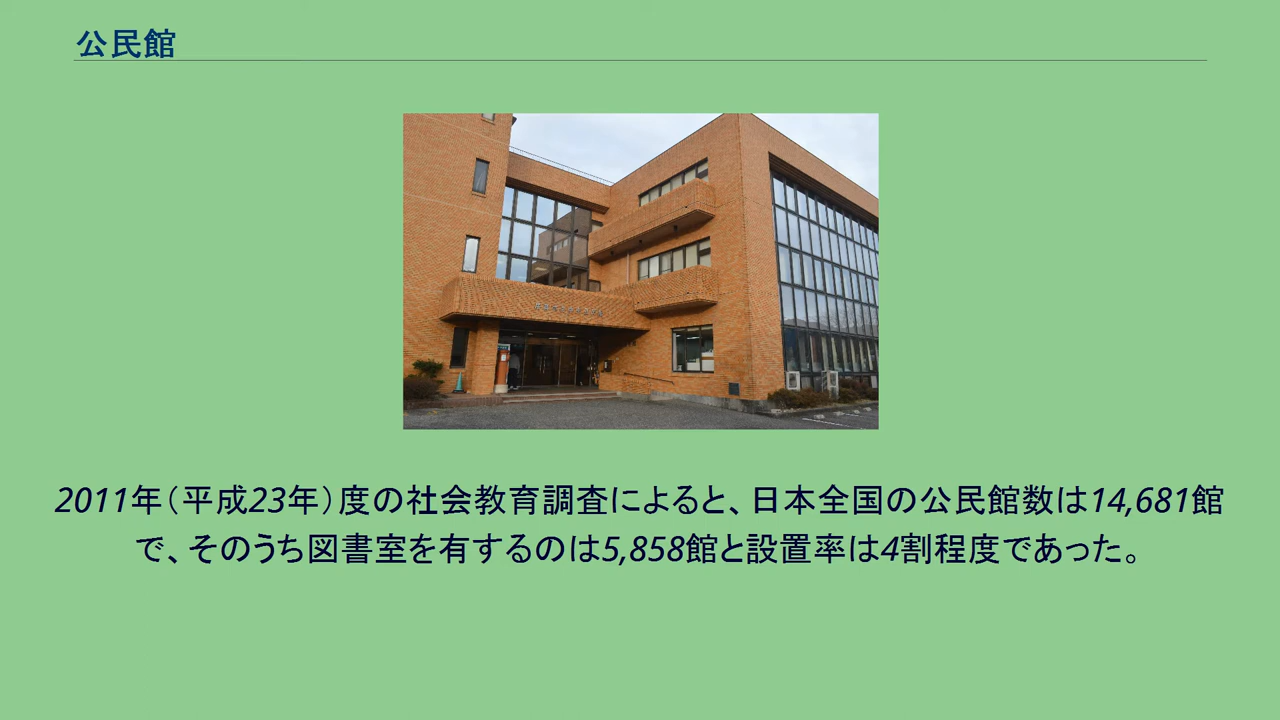 公民館
2011年（平成23年）度の社会教育調査によると、日本全国の公民館数は14,681館
で、そのうち図書室を有するのは5,858館と設置率は4割程度であった。